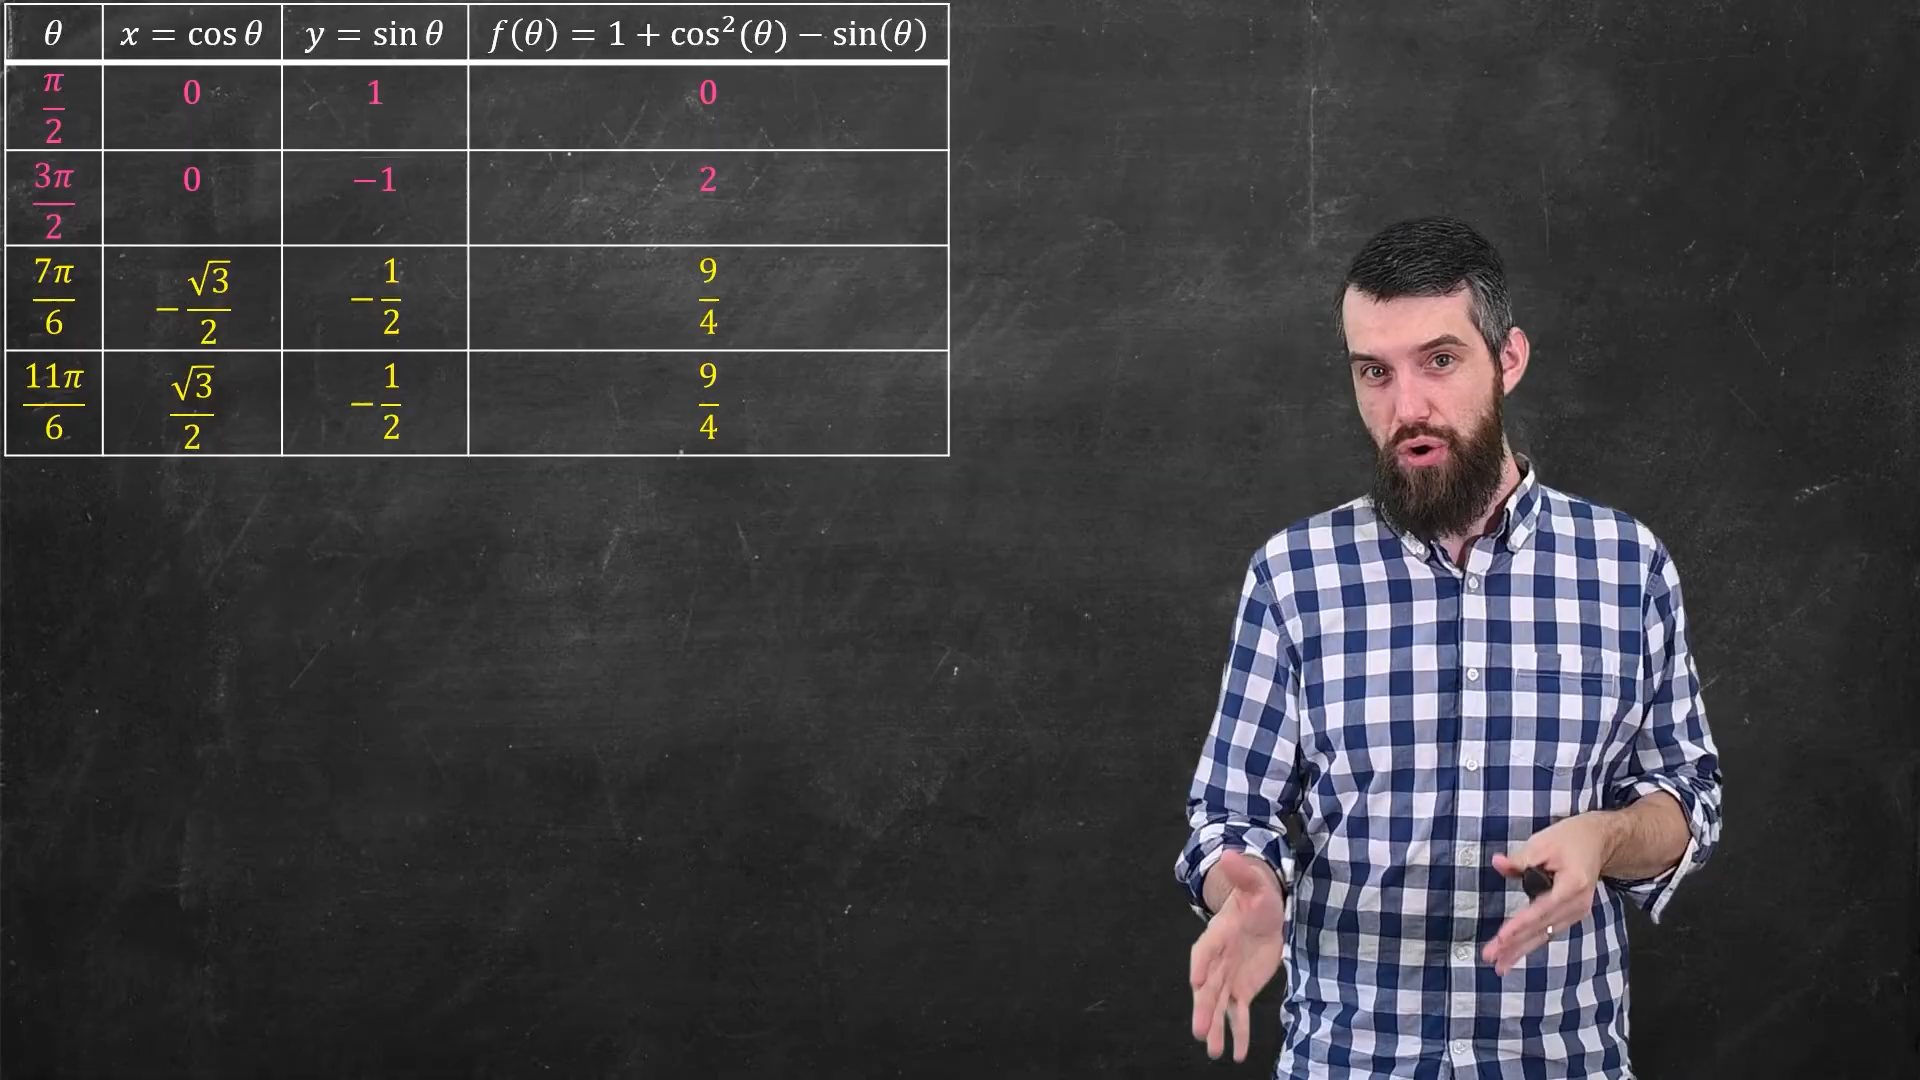 θ x = cos θ y = sin θ f(θ) = 1 + cos²(θ) − sin(θ)
π/2 0 1 0
3π/2 0 −1 2
7π/6 −√3/2 −1/2 9/4
11π/6 √3/2 −1/2 9/4